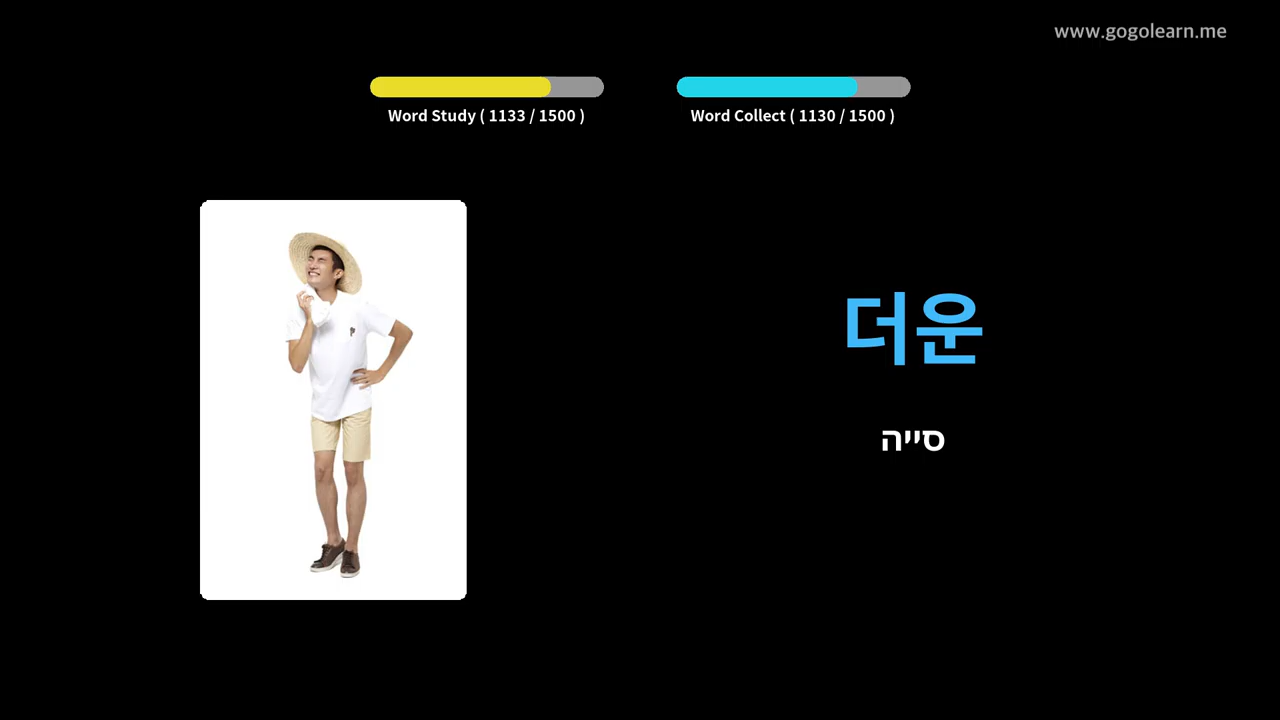 www.gogolearn.me
Word Study ( 1133 / 1500 )
Word Collect ( 1130 / 1500 )
더운
סייה